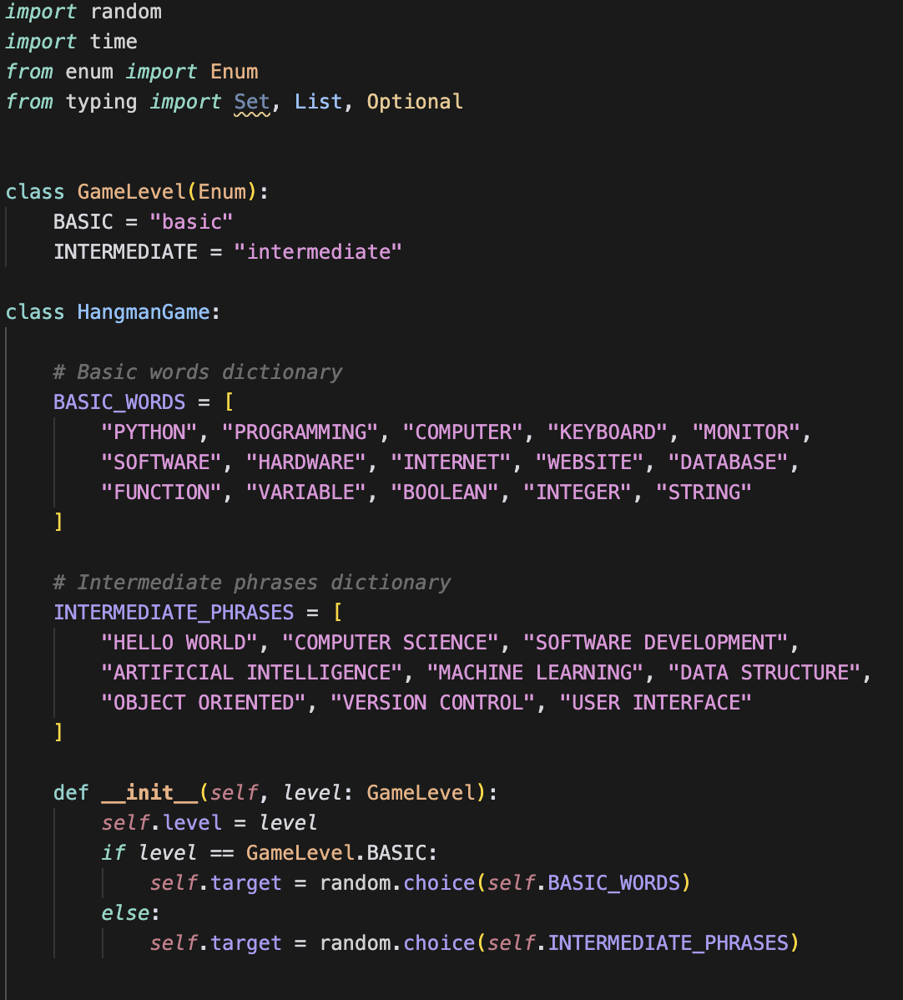 import random
import time
from enum import Enum
from typing import Set, List, Optional
class GameLevel(Enum):
    BASIC = "basic"
    INTERMEDIATE = "intermediate"
class HangmanGame:
    # Basic words dictionary
    BASIC_WORDS = [
        "PYTHON", "PROGRAMMING", "COMPUTER", "KEYBOARD", "MONITOR",
        "SOFTWARE", "HARDWARE", "INTERNET", "WEBSITE", "DATABASE",
        "FUNCTION", "VARIABLE", "BOOLEAN", "INTEGER", "STRING"
    ]
    # Intermediate phrases dictionary
    INTERMEDIATE_PHRASES = [
        "HELLO WORLD", "COMPUTER SCIENCE", "SOFTWARE DEVELOPMENT",
        "ARTIFICIAL INTELLIGENCE", "MACHINE LEARNING", "DATA STRUCTURE",
        "OBJECT ORIENTED", "VERSION CONTROL", "USER INTERFACE"
    ]
    def __init__(self, level: GameLevel):
        self.level = level
        if level == GameLevel.BASIC:
            self.target = random.choice(self.BASIC_WORDS)
        else:
            self.target = random.choice(self.INTERMEDIATE_PHRASES)